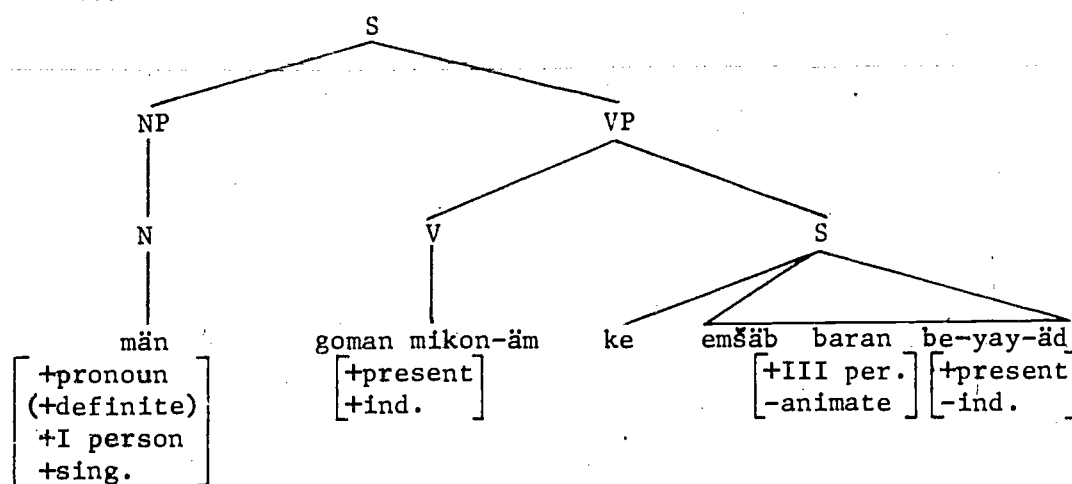 S
NP VP
N V S
män goman mikon-äm ke emšäb baran be-yay-äd
+pronoun +present +III per. +present
(+definite) +ind. -animate -ind.
+I person
+sing.